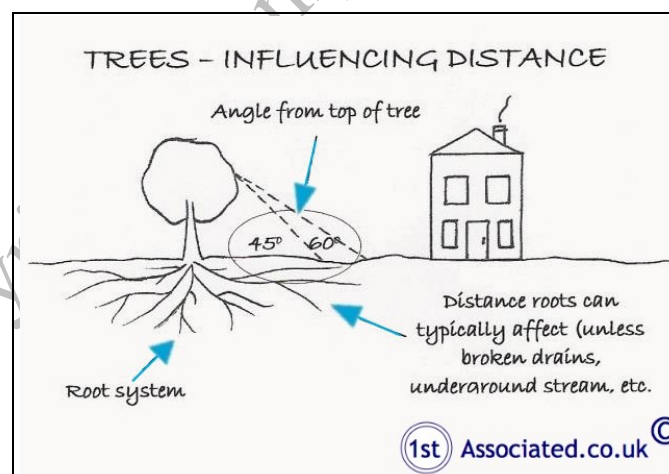 TREES – INFLUENCING DISTANCE
Angle from top of tree
45° 60°
Distance roots can
typically affect (unless
broken drains,
underground stream, etc.
Root system
1st Associated.co.uk ©